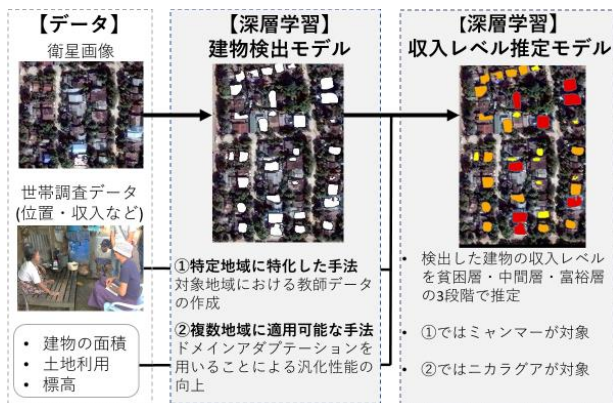 【データ】
衛星画像
世帯調査データ
(位置・収入など)
• 建物の面積
• 土地利用
• 標高
【深層学習】
建物検出モデル
①特定地域に特化した手法
対象地域における教師データ
の作成
②複数地域に適用可能な手法
ドメインアダプテーションを
用いることによる汎化性能の
向上
【深層学習】
収入レベル推定モデル
• 検出した建物の収入レベル
を貧困層・中間層・富裕層
の3段階で推定
• ①ではミャンマーが対象
• ②ではニカラグアが対象